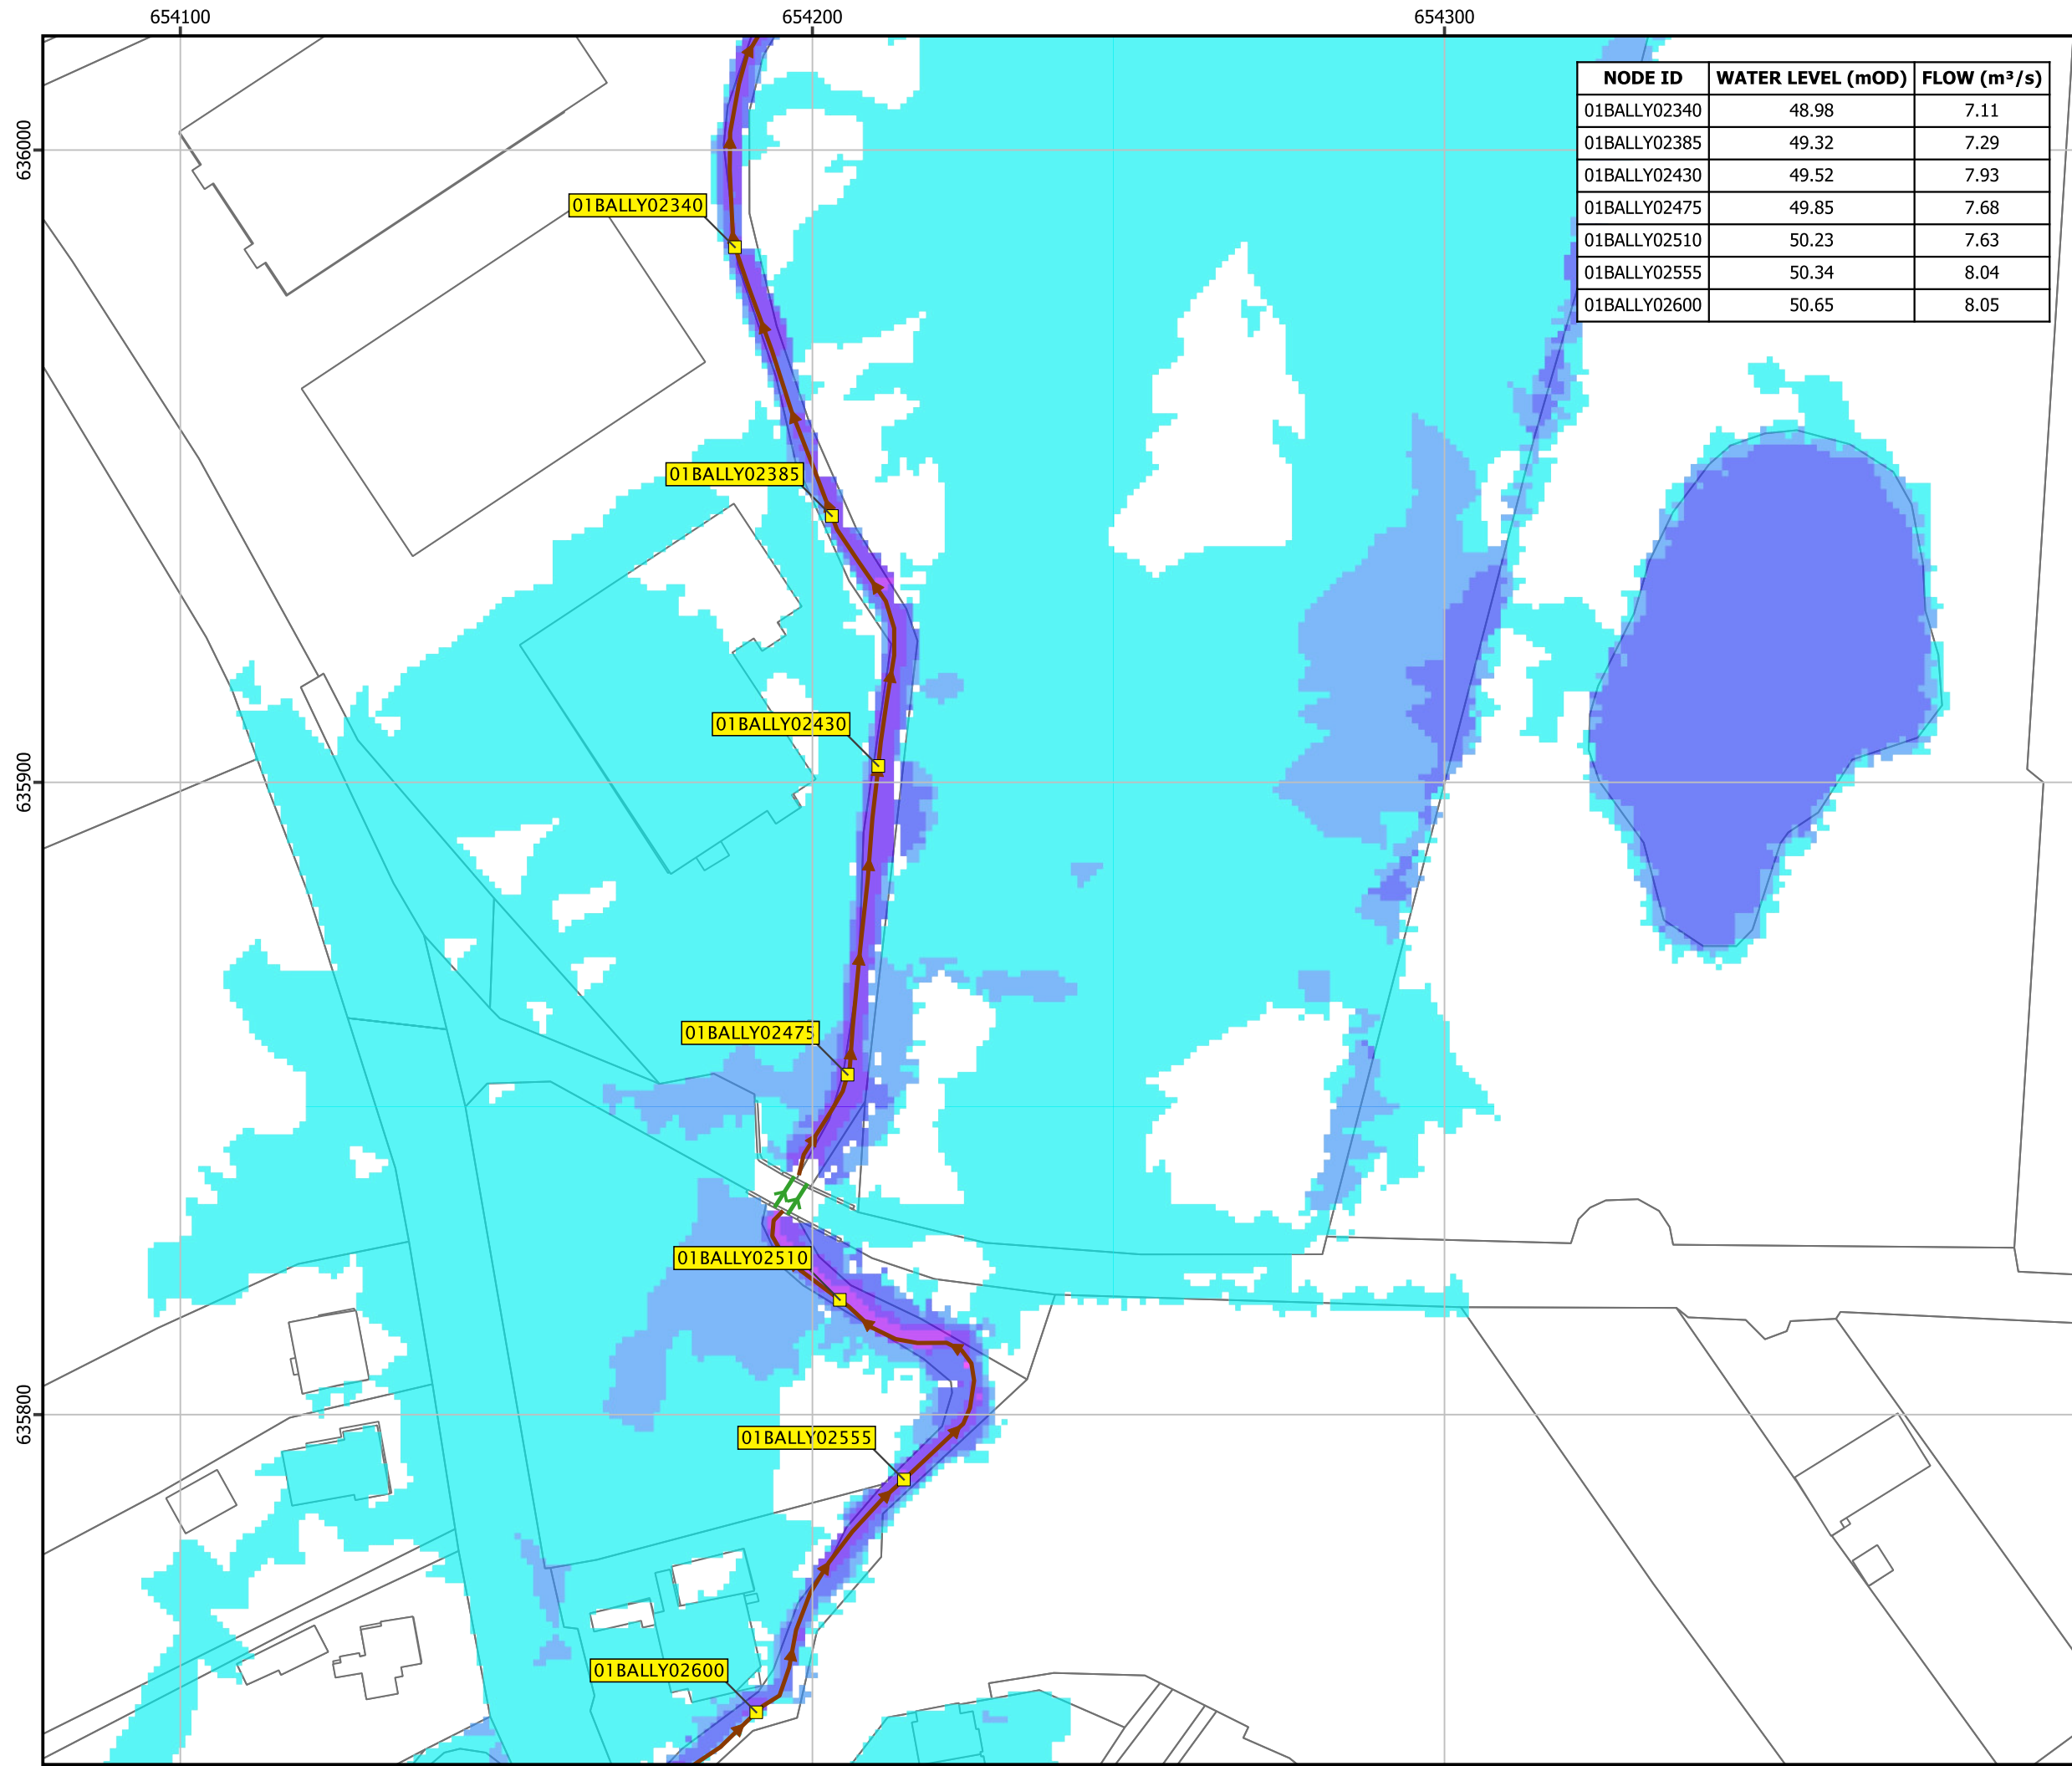 654100 654200 654300
NODE ID WATER LEVEL (mOD) FLOW (m³/s)
01BALLY02340 48.98 7.11
01BALLY02385 49.32 7.29
01BALLY02430 49.52 7.93
01BALLY02475 49.85 7.68
01BALLY02510 50.23 7.63
01BALLY02555 50.34 8.04
01BALLY02600 50.65 8.05
636000
01BALLY02340
01BALLY02385
01BALLY02430
635900
01BALLY02475
01BALLY02510
635800
01BALLY02555
01BALLY02600